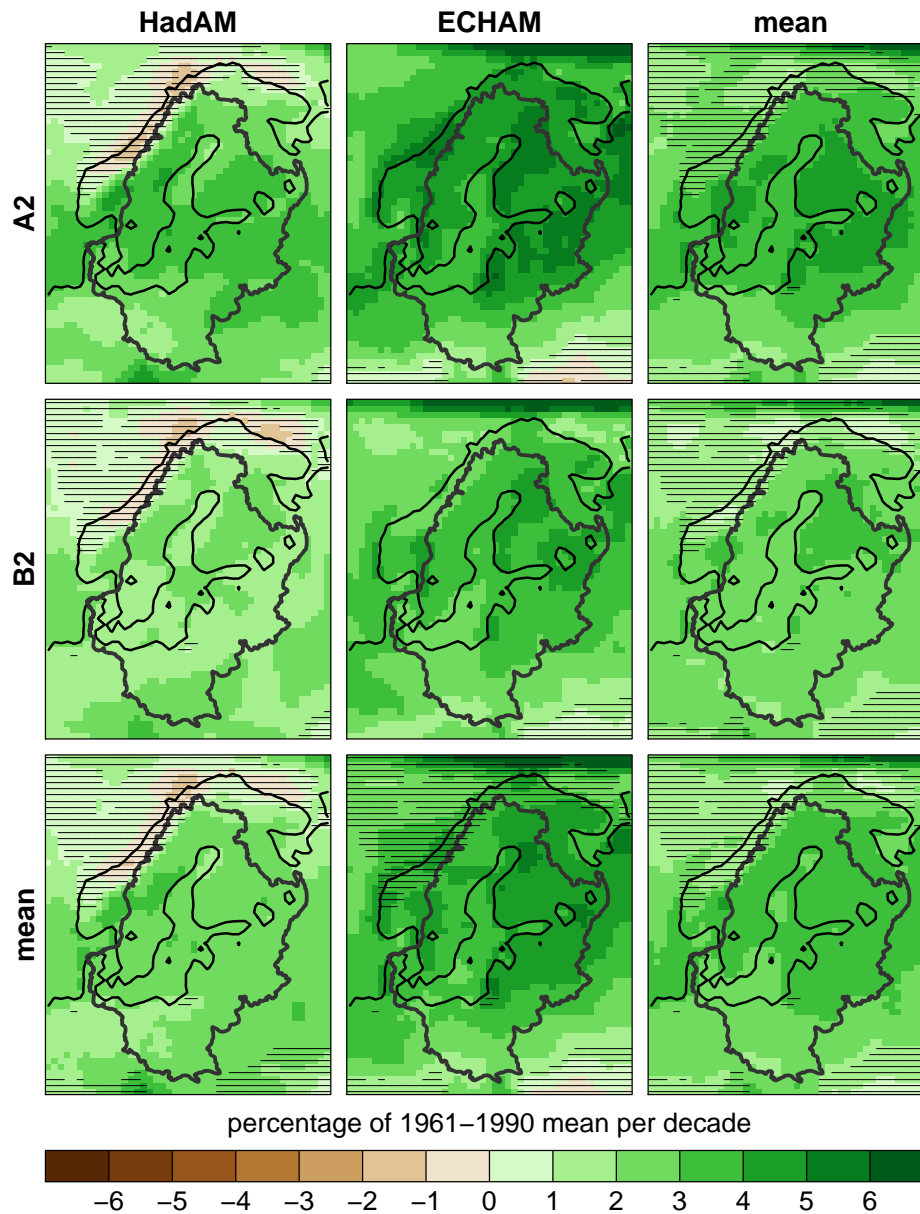 HadAM ECHAM mean
A2
B2
mean
percentage of 1961−1990 mean per decade
−6 −5 −4 −3 −2 −1 0 1 2 3 4 5 6